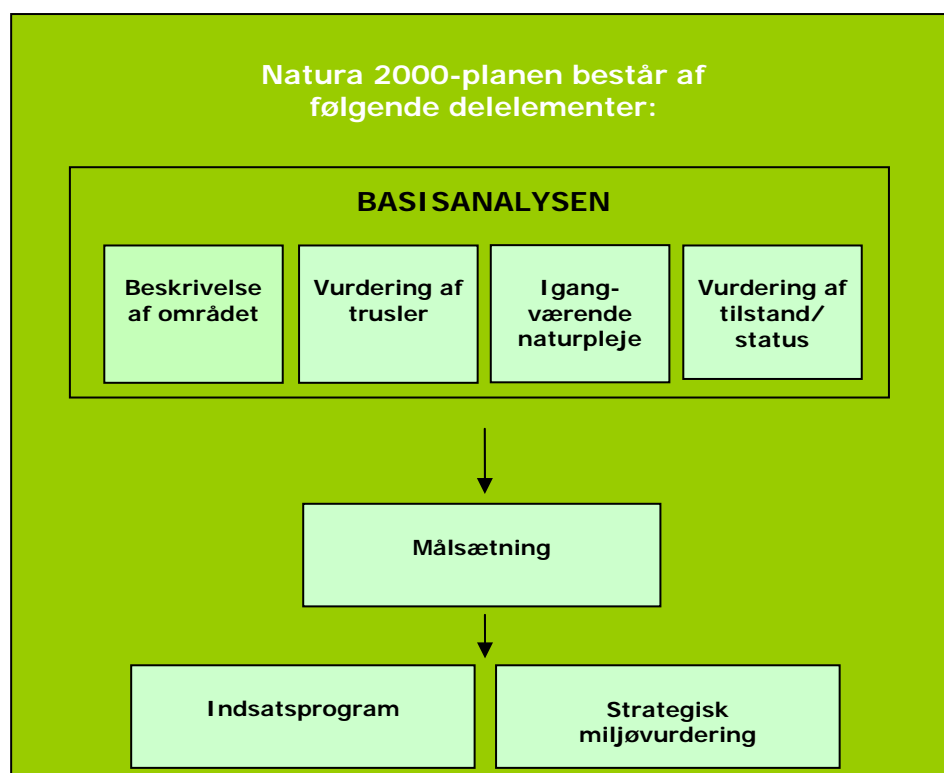 Natura 2000-planen består af
følgende delelementer:
BASISANALYSEN
Beskrivelse
af området
Vurdering af
trusler
Igang-
værende
naturpleje
Vurdering af
tilstand/
status
Målsætning
Indsatsprogram
Strategisk
miljøvurdering